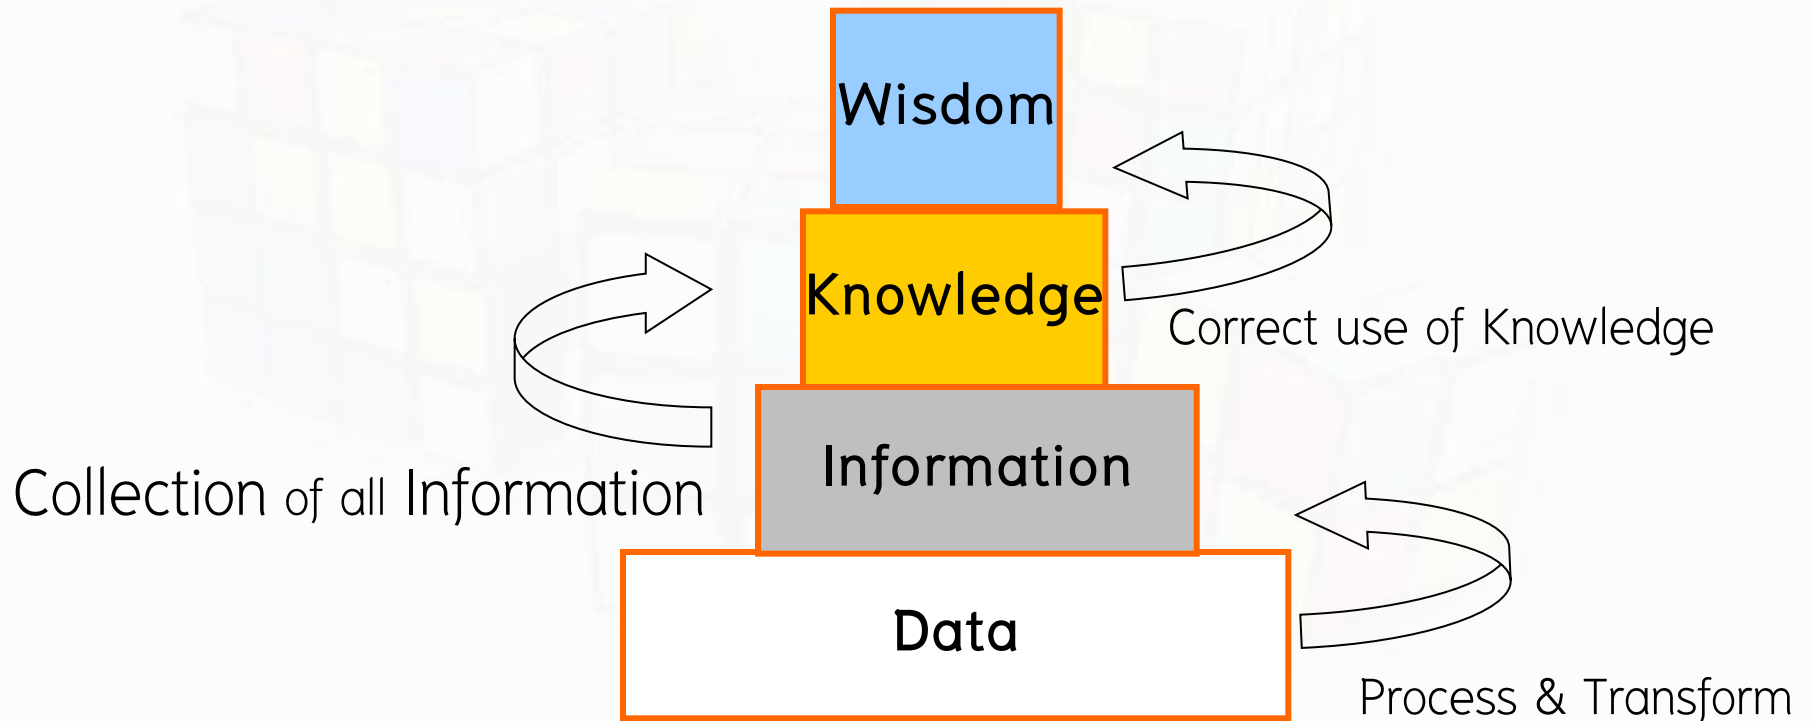 Wisdom
Knowledge
Correct use of Knowledge
Information
Collection of all Information
Data
Process & Transform